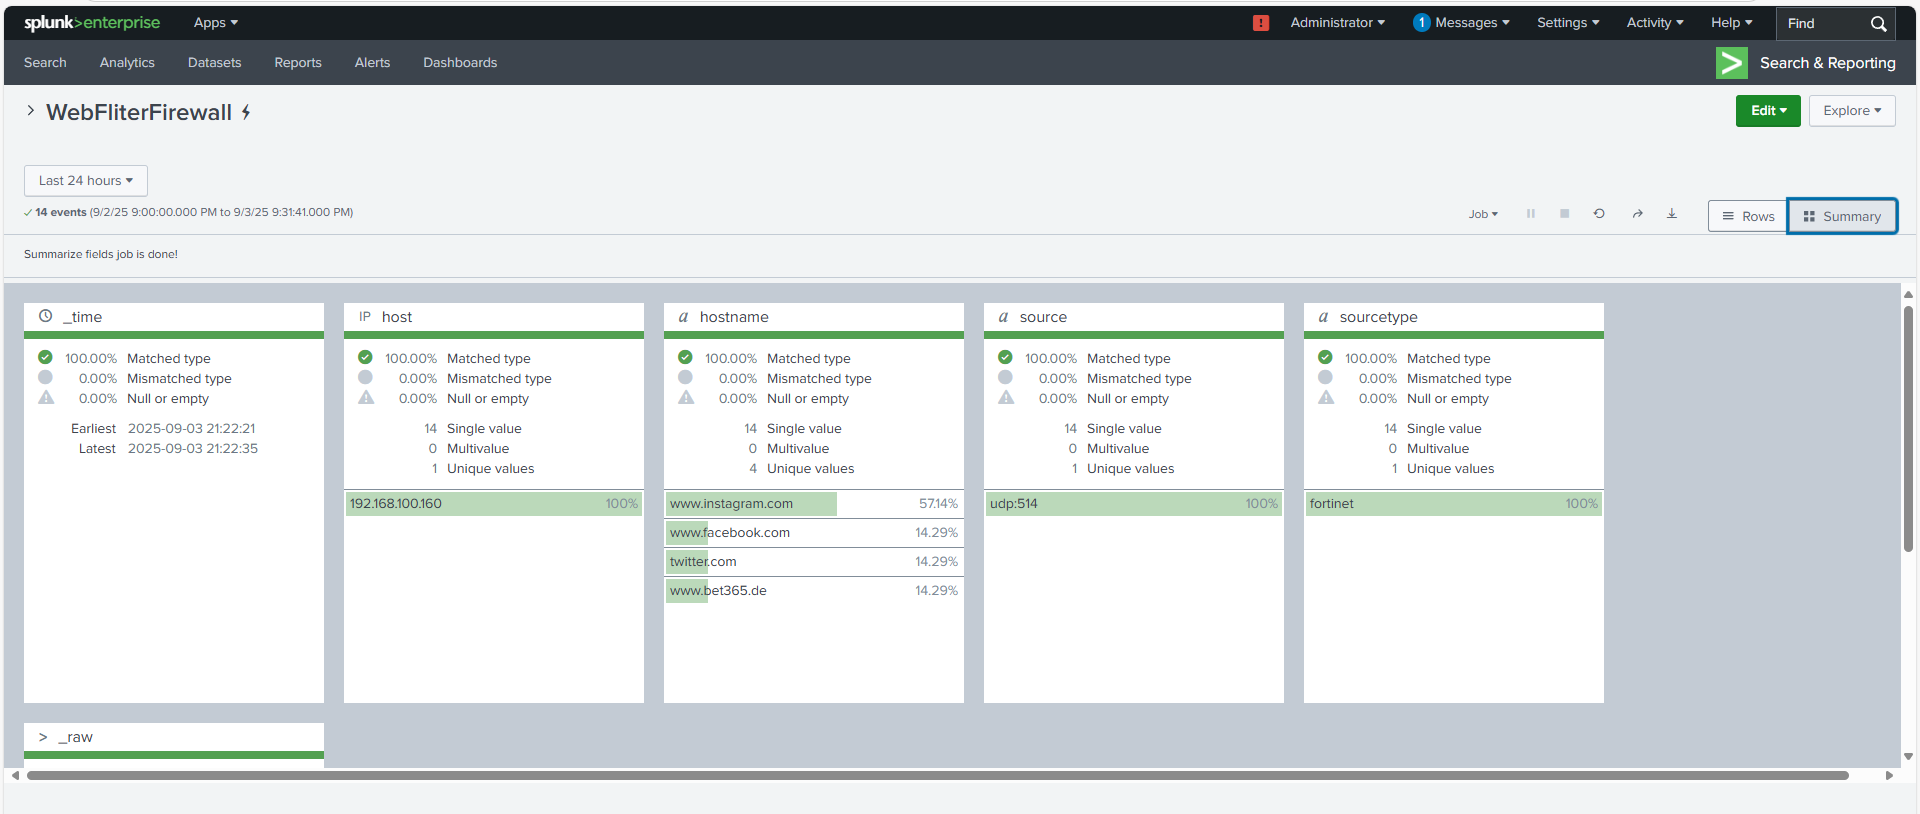 splunk>enterprise Apps Administrator 1 Messages Settings Activity Help Find
Search Analytics Datasets Reports Alerts Dashboards Search & Reporting
WebFliterFirewall Edit Explore
Last 24 hours
14 events (9/2/25 9:00:00.000 PM to 9/3/25 9:31:41.000 PM) Job Rows Summary
Summarize fields job is done!
_time
100.00% Matched type
0.00% Mismatched type
0.00% Null or empty
Earliest 2025-09-03 21:22:21
Latest 2025-09-03 21:22:35
IP host
100.00% Matched type
0.00% Mismatched type
0.00% Null or empty
14 Single value
0 Multivalue
1 Unique values
192.168.100.160 100%
a hostname
100.00% Matched type
0.00% Mismatched type
0.00% Null or empty
14 Single value
0 Multivalue
4 Unique values
www.instagram.com 57.14%
www.facebook.com 14.29%
twitter.com 14.29%
www.bet365.de 14.29%
a source
100.00% Matched type
0.00% Mismatched type
0.00% Null or empty
14 Single value
0 Multivalue
1 Unique values
udp:514 100%
a sourcetype
100.00% Matched type
0.00% Mismatched type
0.00% Null or empty
14 Single value
0 Multivalue
1 Unique values
fortinet 100%
> _raw